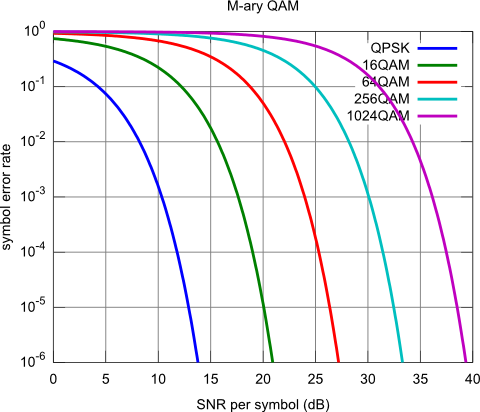 M-ary QAM
symbol error rate
10^0
10^-1
10^-2
10^-3
10^-4
10^-5
10^-6
QPSK
16QAM
64QAM
256QAM
1024QAM
0 5 10 15 20 25 30 35 40
SNR per symbol (dB)